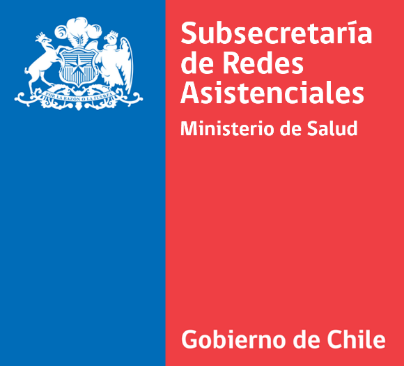 Subsecretaría
de Redes
Asistenciales
Ministerio de Salud
Gobierno de Chile